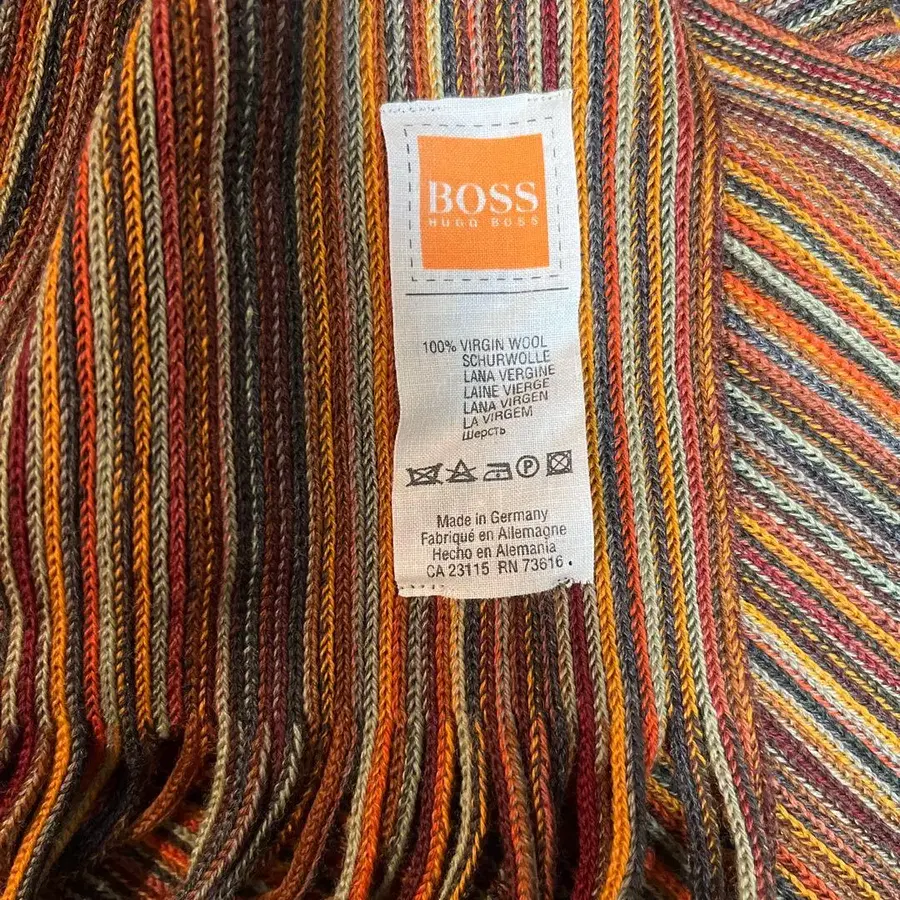 BOSS
HUGO BOSS
100% VIRGIN WOOL
SCHURWOLLE
LANA VERGINE
LAINE VIERGE
LANA VIRGEN
LA VIRGEM
Шерсть
P
Made in Germany
Fabriqué en Allemagne
Hecho en Alemania
CA 23115 RN 73616.